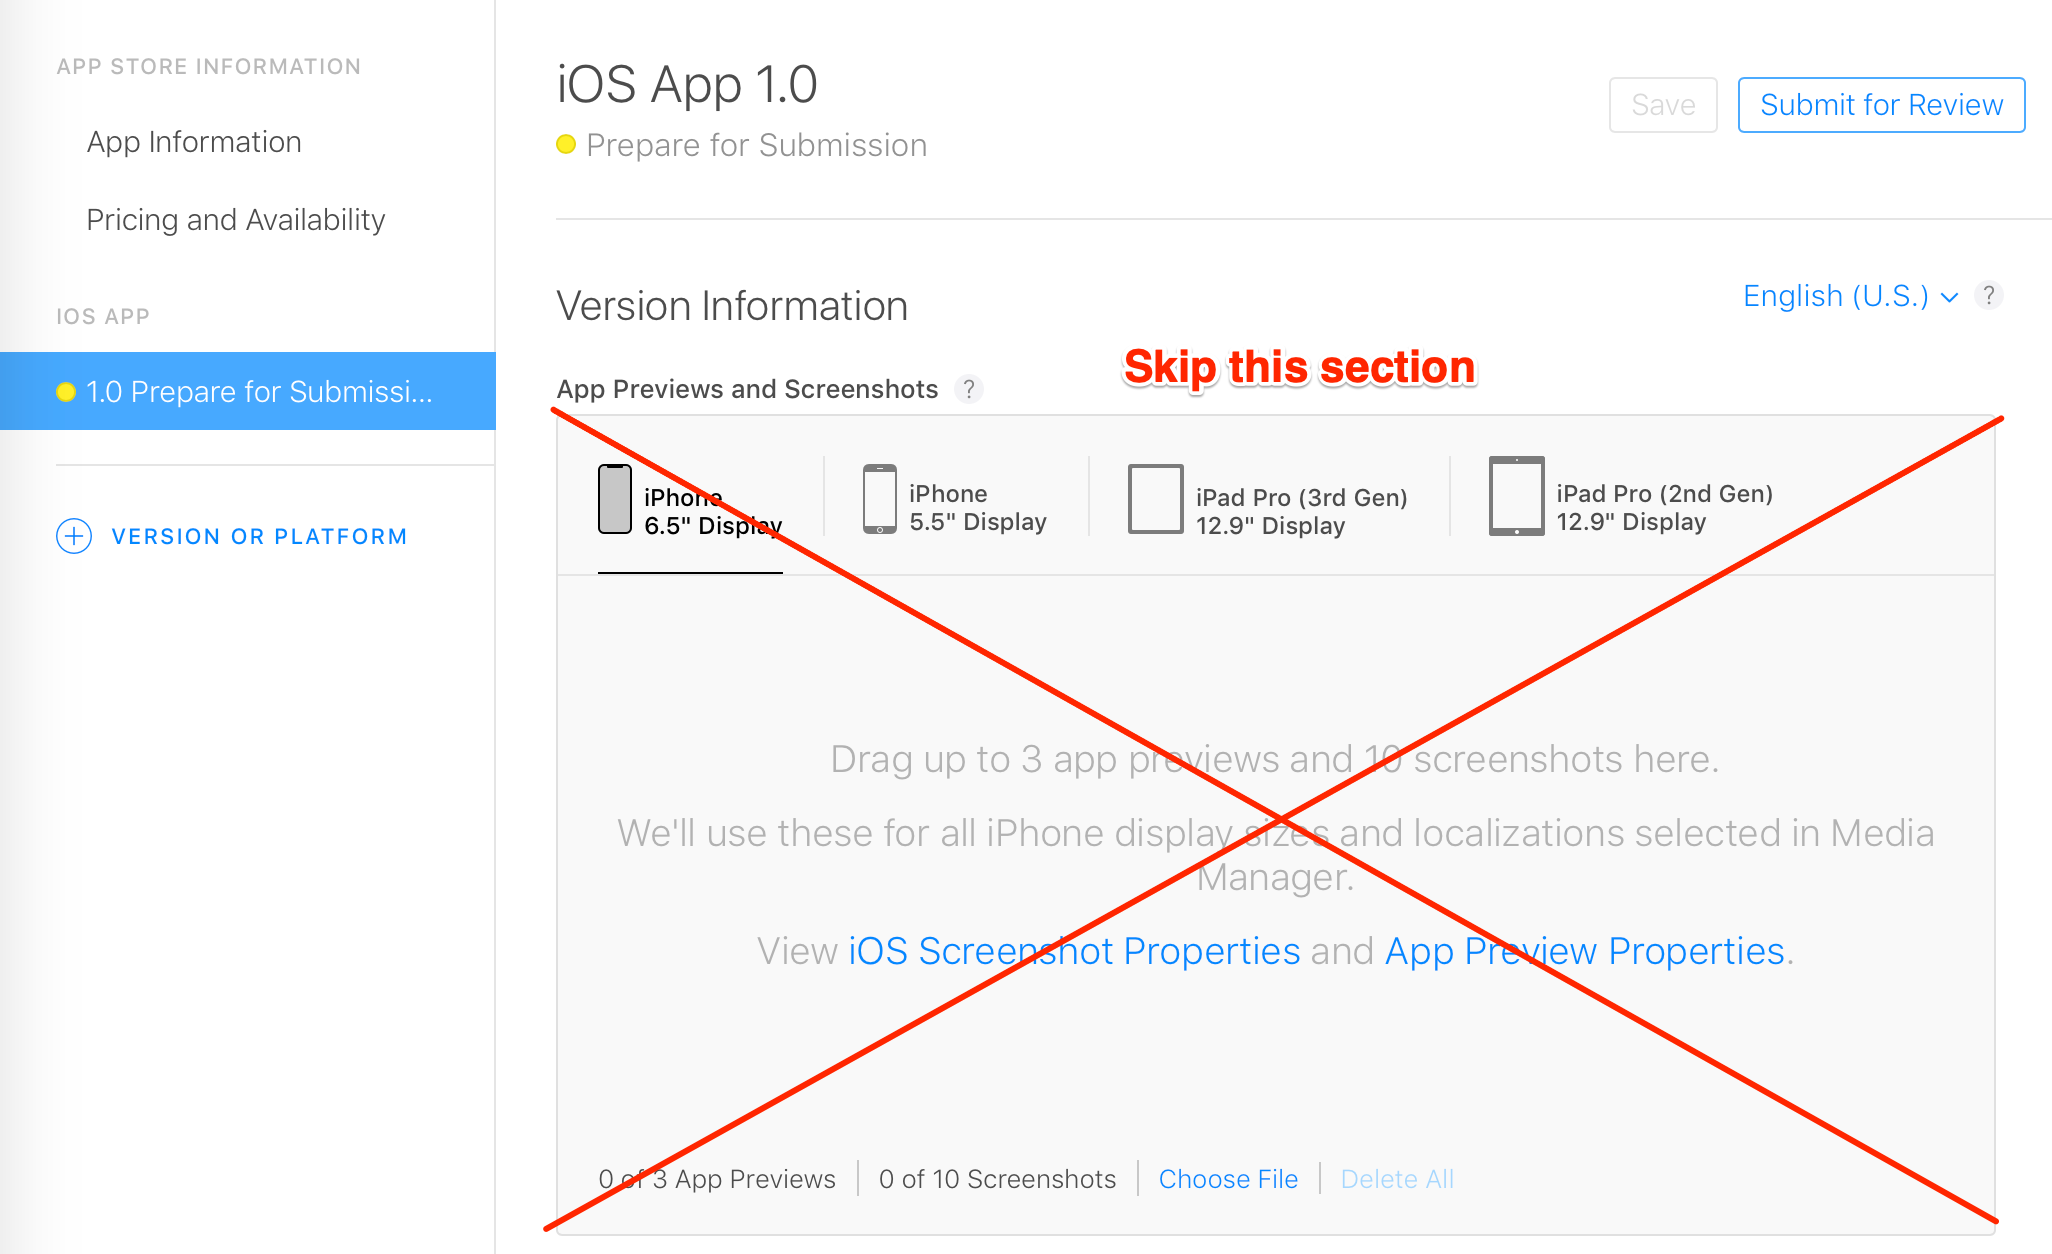 APP STORE INFORMATION
App Information
Pricing and Availability
IOS APP
1.0 Prepare for Submissi...
VERSION OR PLATFORM
iOS App 1.0
Prepare for Submission
Save
Submit for Review
Version Information
English (U.S.)
?
Skip this section
App Previews and Screenshots ?
iPhone
6.5" Display
iPhone
5.5" Display
iPad Pro (3rd Gen)
12.9" Display
iPad Pro (2nd Gen)
12.9" Display
Drag up to 3 app previews and 10 screenshots here.
We'll use these for all iPhone display sizes and localizations selected in Media
Manager.
View iOS Screenshot Properties and App Preview Properties.
0 of 3 App Previews
0 of 10 Screenshots
Choose File
Delete All